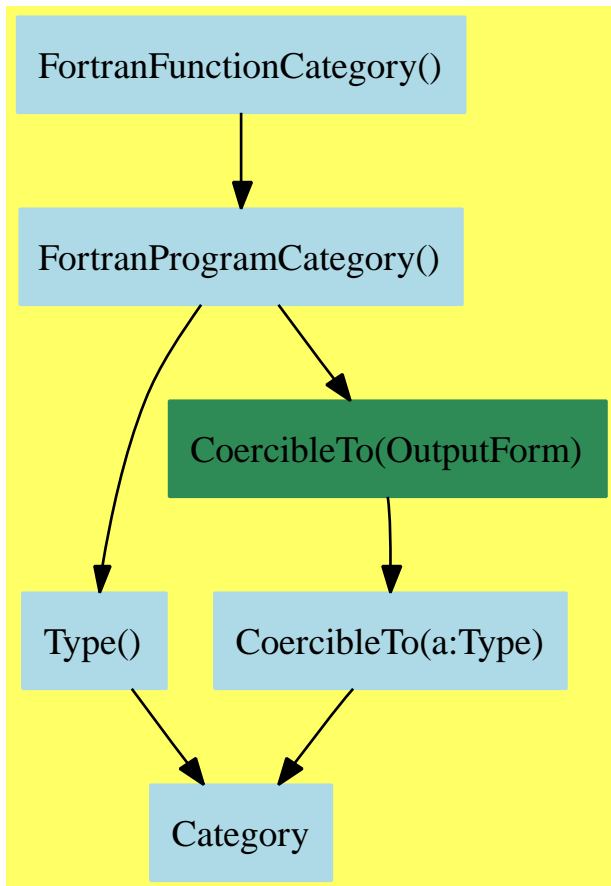 FortranFunctionCategory()
FortranProgramCategory()
CoercibleTo(OutputForm)
Type()
CoercibleTo(a:Type)
Category